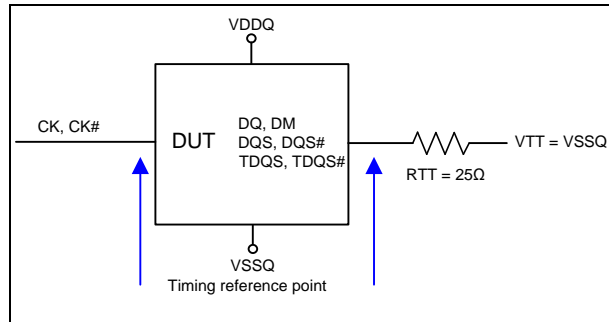 VDDQ
CK, CK#
DUT
DQ, DM
DQS, DQS#
TDQS, TDQS#
VTT = VSSQ
RTT = 25Ω
VSSQ
Timing reference point